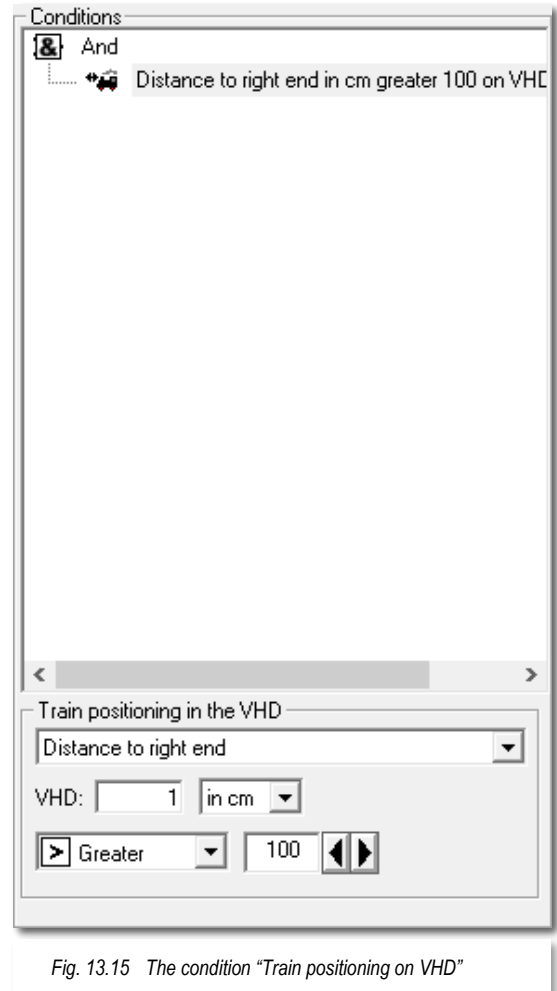 Conditions
& And
Distance to right end in cm greater 100 on VHD
< >
Train positioning in the VHD
Distance to right end
VHD: 1 in cm
> Greater 100
Fig. 13.15 The condition “Train positioning on VHD”